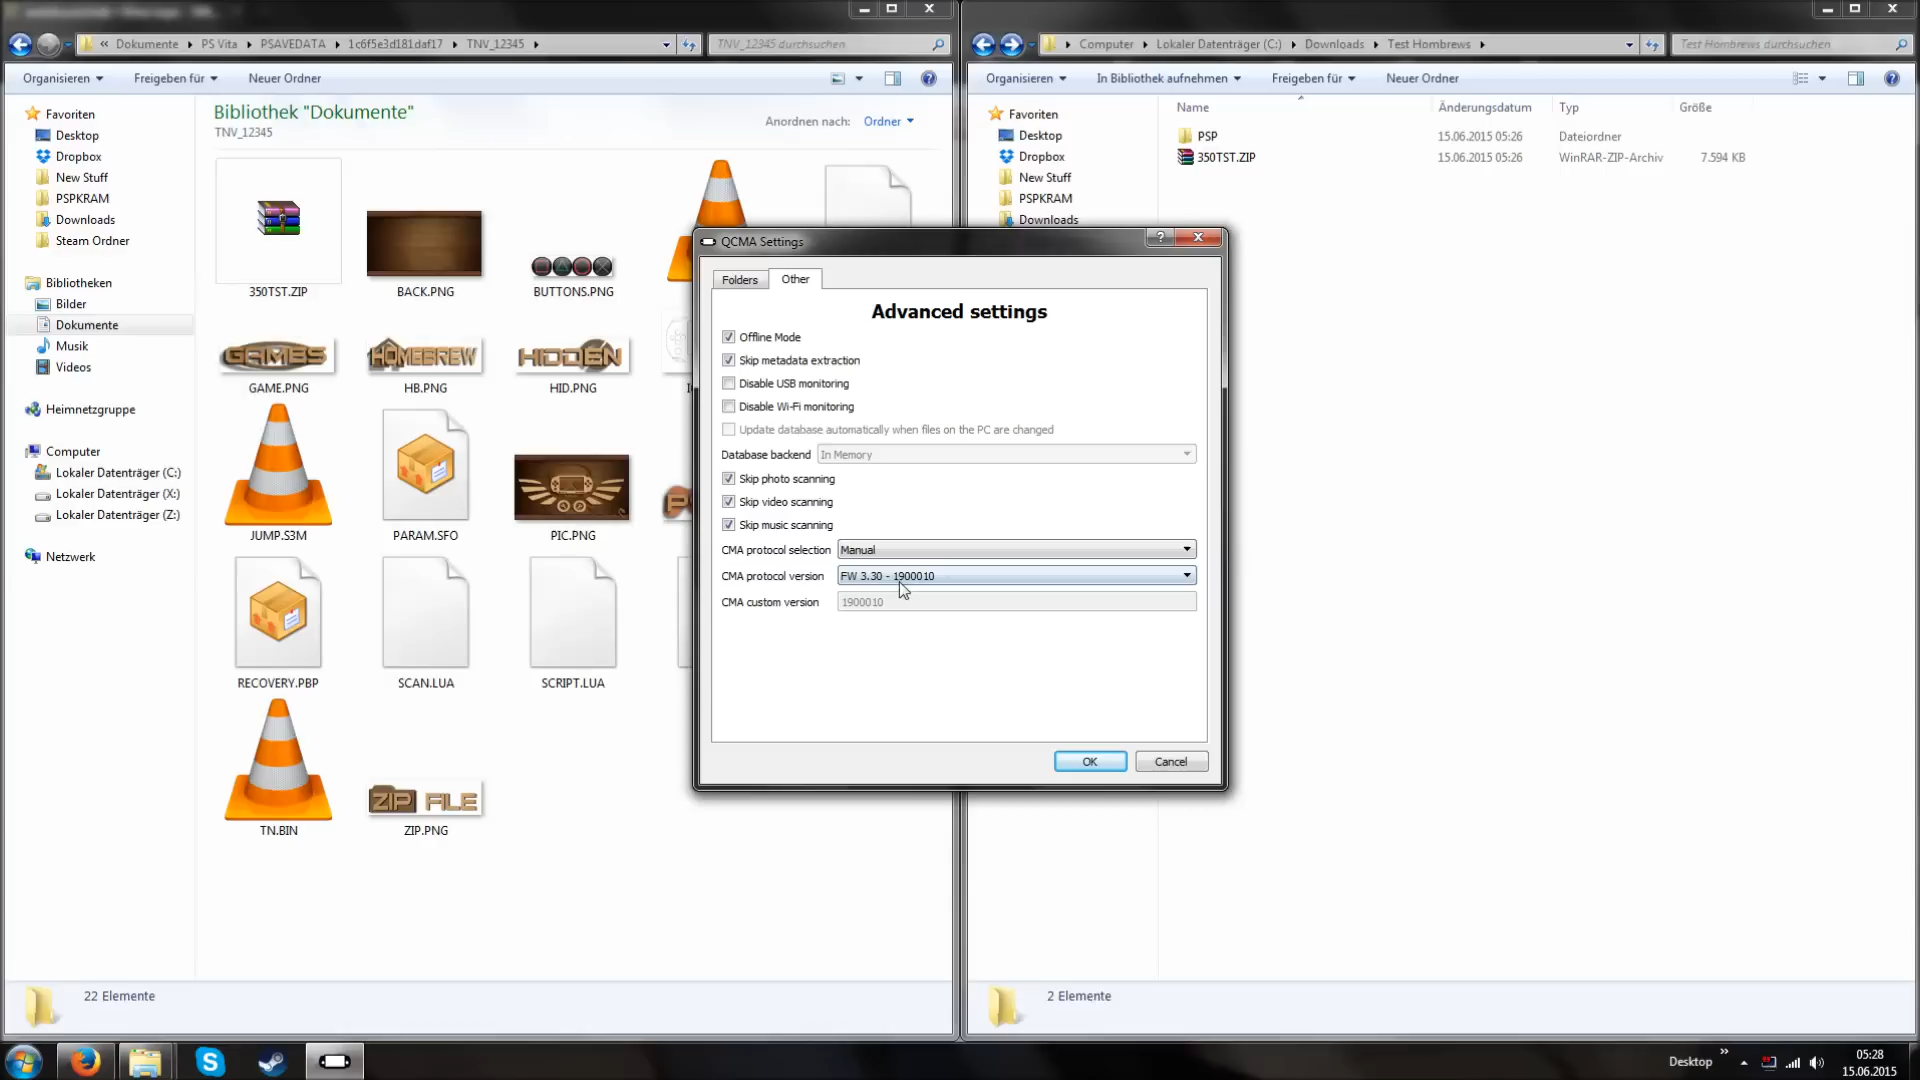 « Dokumente ▸ PS Vita ▸ PSAVEDATA ▸ 1c6f5e3d181daf17 ▸ TNV_12345 ▸
TNV_12345 durchsuchen
Organisieren
Freigeben für
Neuer Ordner
Favoriten
Desktop
Dropbox
New Stuff
PSPKRAM
Downloads
Steam Ordner
Bibliotheken
Bilder
Dokumente
Musik
Videos
Heimnetzgruppe
Computer
Lokaler Datenträger (C:)
Lokaler Datenträger (X:)
Lokaler Datenträger (Z:)
Netzwerk
Bibliothek "Dokumente"
TNV_12345
Anordnen nach: Ordner
350TST.ZIP
BACK.PNG
BUTTONS.PNG
GAMES
HOMEBREW
HIDDEN
GAME.PNG
HB.PNG
HID.PNG
JUMP.S3M
PARAM.SFO
PIC.PNG
RECOVERY.PBP
SCAN.LUA
SCRIPT.LUA
ZIP FILE
TN.BIN
ZIP.PNG
22 Elemente
▸ Computer ▸ Lokaler Datenträger (C:) ▸ Downloads ▸ Test Hombrews ▸
Test Hombrews durchsuchen
Organisieren
In Bibliothek aufnehmen
Freigeben für
Neuer Ordner
Favoriten
Desktop
Dropbox
New Stuff
PSPKRAM
Downloads
Name Änderungsdatum Typ Größe
PSP 15.06.2015 05:26 Dateiordner
350TST.ZIP 15.06.2015 05:26 WinRAR-ZIP-Archiv 7.594 KB
2 Elemente
QCMA Settings
Folders
Other
Advanced settings
Offline Mode
Skip metadata extraction
Disable USB monitoring
Disable Wi-Fi monitoring
Update database automatically when files on the PC are changed
Database backend In Memory
Skip photo scanning
Skip video scanning
Skip music scanning
CMA protocol selection Manual
CMA protocol version FW 3.30 - 1900010
CMA custom version 1900010
OK
Cancel
Desktop
05:28
15.06.2015